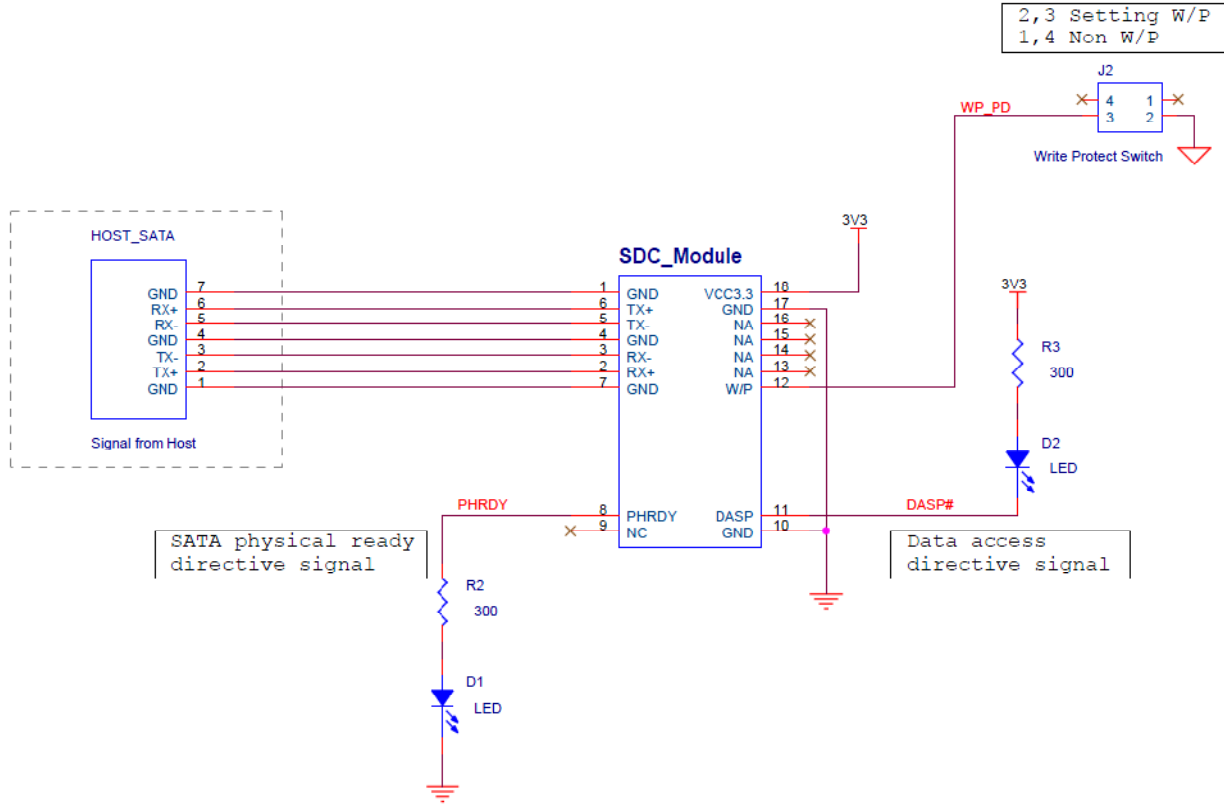 2,3 Setting W/P
1,4 Non W/P
J2
4 1
3 2
WP_PD
Write Protect Switch
3V3
HOST_SATA
GND 7
RX+ 6
RX- 5
GND 4
TX- 3
TX+ 2
GND 1
Signal from Host
SDC_Module
1 GND VCC3.3 18
6 TX+ GND 17
5 TX- NA 16
4 GND NA 15
3 RX- NA 14
2 RX+ NA 13
7 GND W/P 12
8 PHRDY DASP 11
9 NC GND 10
3V3
R3
300
D2
LED
PHRDY
DASP#
SATA physical ready
directive signal
Data access
directive signal
R2
300
D1
LED